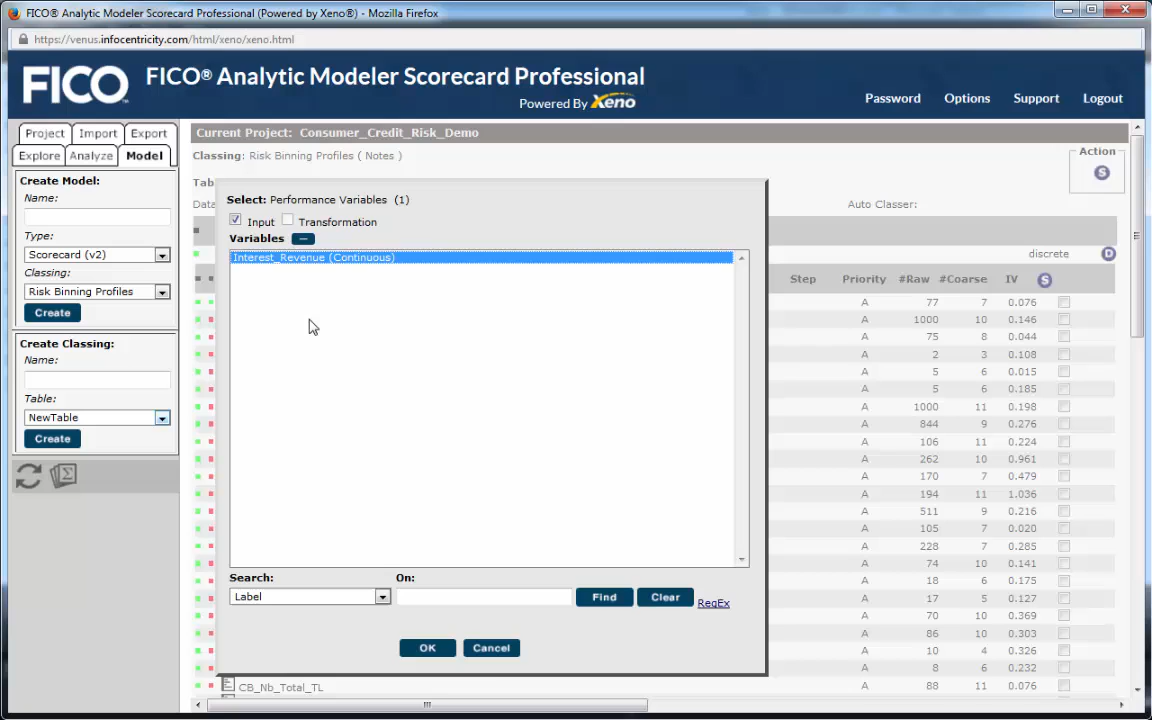 FICO® Analytic Modeler Scorecard Professional (Powered By Xeno®) - Mozilla Firefox
https://venus.infocentricity.com/html/xeno/xeno.html
FICO
FICO® Analytic Modeler Scorecard Professional
Powered By Xeno
Password Options Support Logout
Project Import Export
Explore Analyze Model
Current Project: Consumer_Credit_Risk_Demo
Classing: Risk Binning Profiles ( Notes )
Action
S
Create Model:
Name:
Type:
Scorecard (v2)
Classing:
Risk Binning Profiles
Create
Create Classing:
Name:
Table:
NewTable
Create
Tab
Data
Auto Classer:
discrete D
Step Priority #Raw #Coarse IV S
A 77 7 0.076
A 1000 10 0.146
A 75 8 0.044
A 2 3 0.108
A 5 6 0.015
A 5 6 0.185
A 1000 11 0.198
A 844 9 0.276
A 106 11 0.224
A 262 10 0.961
A 170 7 0.479
A 194 11 1.036
A 511 9 0.216
A 105 7 0.020
A 228 7 0.285
A 74 10 0.141
A 18 6 0.175
A 17 5 0.127
A 70 10 0.369
A 86 10 0.303
A 10 4 0.326
A 8 6 0.232
CB_Nb_Total_TL A 88 11 0.076
Select: Performance Variables (1)
Input Transformation
Variables
Interest_Revenue (Continuous)
Search: On:
Label Find Clear RegEx
OK Cancel